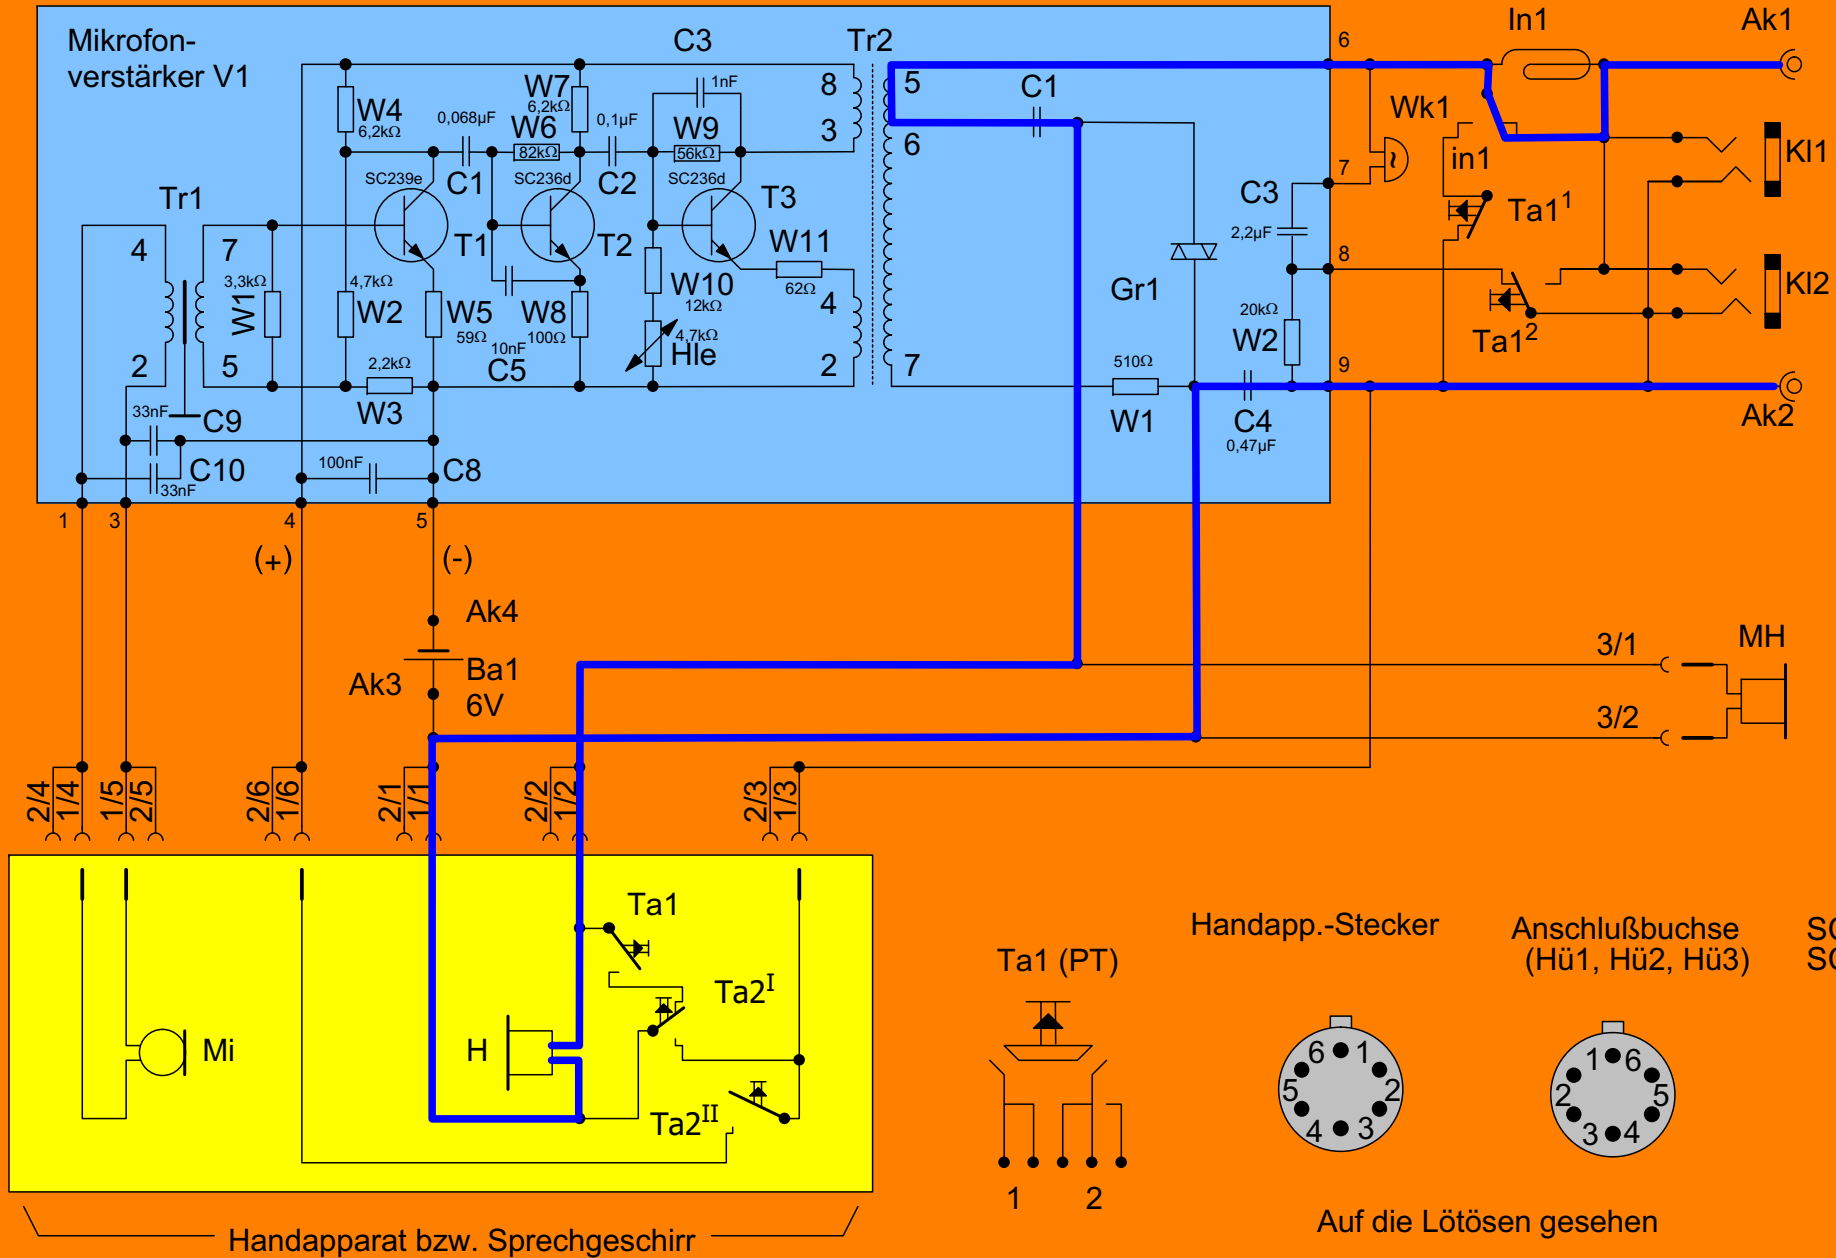 Mikrofon-
verstärker V1
C3
Tr2
6
In1
Ak1
W4
6,2kΩ
W7
6,2kΩ
0,068µF
W6
82kΩ
0,1µF
1nF
W9
56kΩ
8
3
5
6
C1
Wk1
in1
Kl1
7
SC239e
C1
SC236d
C2
SC236d
T3
Tr1
T1
T2
C3
2,2µF
Ta1¹
4
7
3,3kΩ
W1
4,7kΩ
W2
W5
59Ω
W8
100Ω
10nF
C5
W10
12kΩ
4,7kΩ
Hle
W11
62Ω
4
8
Gr1
20kΩ
W2
Kl2
Ta1²
2
5
2,2kΩ
W3
2
7
510Ω
W1
9
C4
0,47µF
Ak2
33nF
C9
C10
33nF
100nF
C8
1
3
4
5
(+)
(-)
Ak4
Ak3
Ba1
6V
3/1
MH
3/2
2/4
1/4
1/5
2/5
2/6
1/6
2/1
1/1
2/2
1/2
2/3
1/3
Ta1
Ta2ᴵ
Mi
H
Ta2ᴵᴵ
Handapparat bzw. Sprechgeschirr
Ta1 (PT)
1
2
Handapp.-Stecker
6
1
5
2
4
3
Anschlußbuchse
(Hü1, Hü2, Hü3)
1
6
2
5
3
4
Auf die Lötösen gesehen